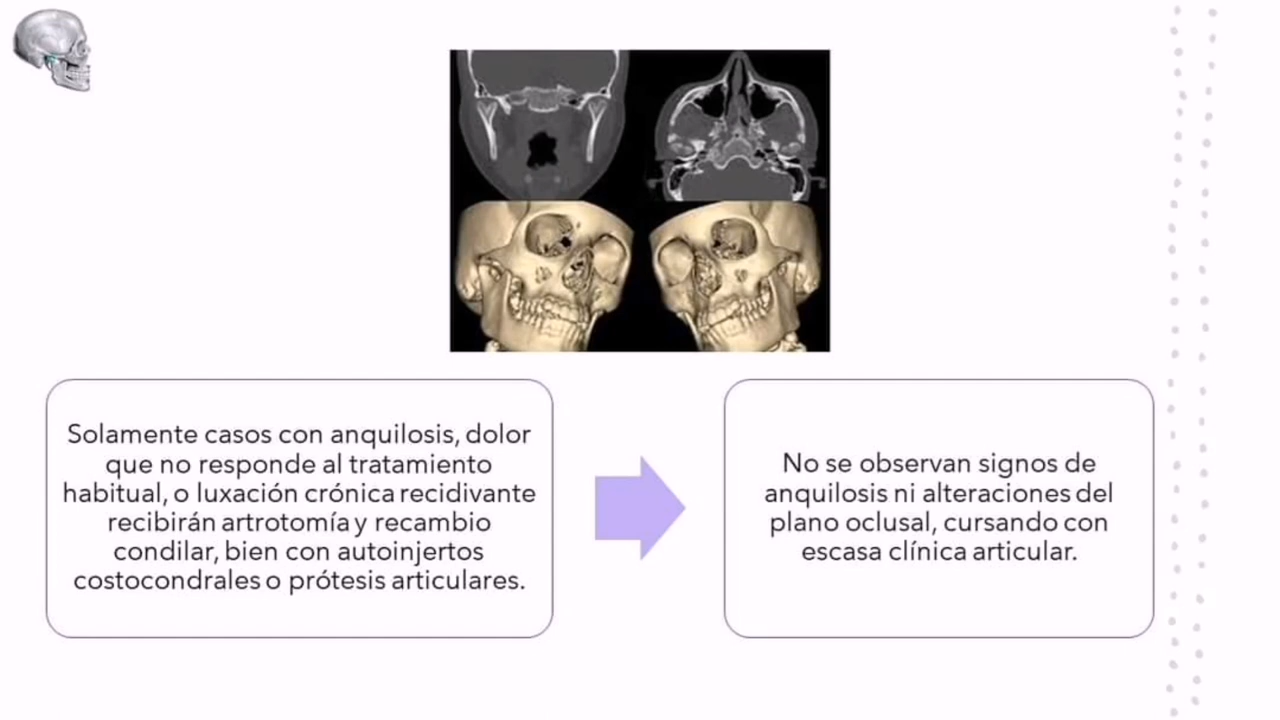 Solamente casos con anquilosis, dolor
que no responde al tratamiento
habitual, o luxación crónica recidivante
recibirán artrotomía y recambio
condilar, bien con autoinjertos
costocondrales o prótesis articulares.
No se observan signos de
anquilosis ni alteraciones del
plano oclusal, cursando con
escasa clínica articular.